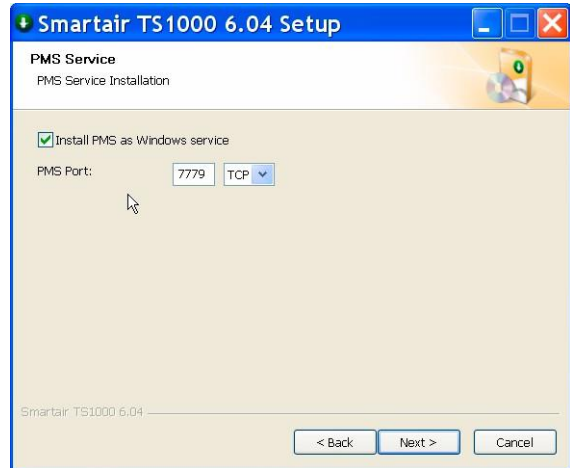 Smartair TS1000 6.04 Setup
PMS Service
PMS Service Installation
Install PMS as Windows service
PMS Port: 7779 TCP
Smartair TS1000 6.04
< Back Next > Cancel